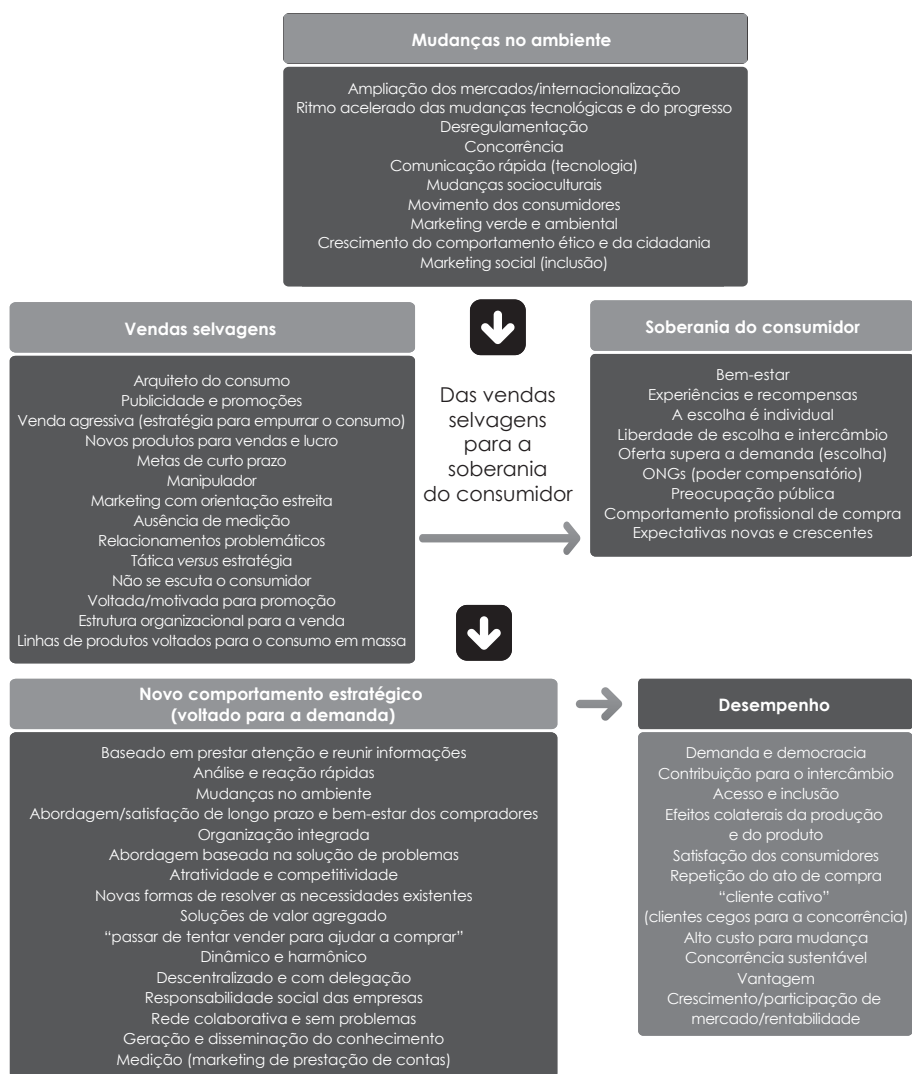 Mudanças no ambiente
Ampliação dos mercados/internacionalização
Ritmo acelerado das mudanças tecnológicas e do progresso
Desregulamentação
Concorrência
Comunicação rápida (tecnologia)
Mudanças socioculturais
Movimento dos consumidores
Marketing verde e ambiental
Crescimento do comportamento ético e da cidadania
Marketing social (inclusão)
Vendas selvagens
Arquiteto do consumo
Publicidade e promoções
Venda agressiva (estratégia para empurrar o consumo)
Novos produtos para vendas e lucro
Metas de curto prazo
Manipulador
Marketing com orientação estreita
Ausência de medição
Relacionamentos problemáticos
Tática versus estratégia
Não se escuta o consumidor
Voltada/motivada para promoção
Estrutura organizacional para a venda
Linhas de produtos voltados para o consumo em massa
Das vendas
selvagens
para a
soberania
do consumidor
Soberania do consumidor
Bem-estar
Experiências e recompensas
A escolha é individual
Liberdade de escolha e intercâmbio
Oferta supera a demanda (escolha)
ONGs (poder compensatório)
Preocupação pública
Comportamento profissional de compra
Expectativas novas e crescentes
Novo comportamento estratégico
(voltado para a demanda)
Baseado em prestar atenção e reunir informações
Análise e reação rápidas
Mudanças no ambiente
Abordagem/satisfação de longo prazo e bem-estar dos compradores
Organização integrada
Abordagem baseada na solução de problemas
Atratividade e competitividade
Novas formas de resolver as necessidades existentes
Soluções de valor agregado
“passar de tentar vender para ajudar a comprar”
Dinâmico e harmônico
Descentralizado e com delegação
Responsabilidade social das empresas
Rede colaborativa e sem problemas
Geração e disseminação do conhecimento
Medição (marketing de prestação de contas)
Desempenho
Demanda e democracia
Contribuição para o intercâmbio
Acesso e inclusão
Efeitos colaterais da produção
e do produto
Satisfação dos consumidores
Repetição do ato de compra
“cliente cativo”
(clientes cegos para a concorrência)
Alto custo para mudança
Concorrência sustentável
Vantagem
Crescimento/participação de
mercado/rentabilidade